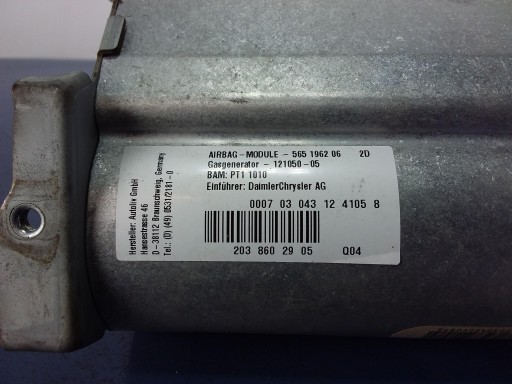 AIRBAG-MODULE - 565 1962 06 2D
Gasgenerator - 121050-05
BAM: PT1 1010
Einführer: DaimlerChrysler AG
0007 03 043 12 4105 8
203 860 29 05 Q04
Hersteller: Autoliv GmbH
Hansestrasse 46
D-38112 Braunschweig, Germany
Tel.: (0) (49) 0531/2181-0